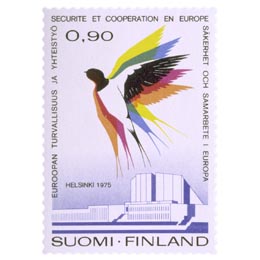 SECURITE ET COOPERATION EN EUROPE
0,90
EUROOPAN TURVALLISUUS JA YHTEISTYÖ
SÄKERHET OCH SAMARBETE I EUROPA
HELSINKI 1975
SUOMI·FINLAND